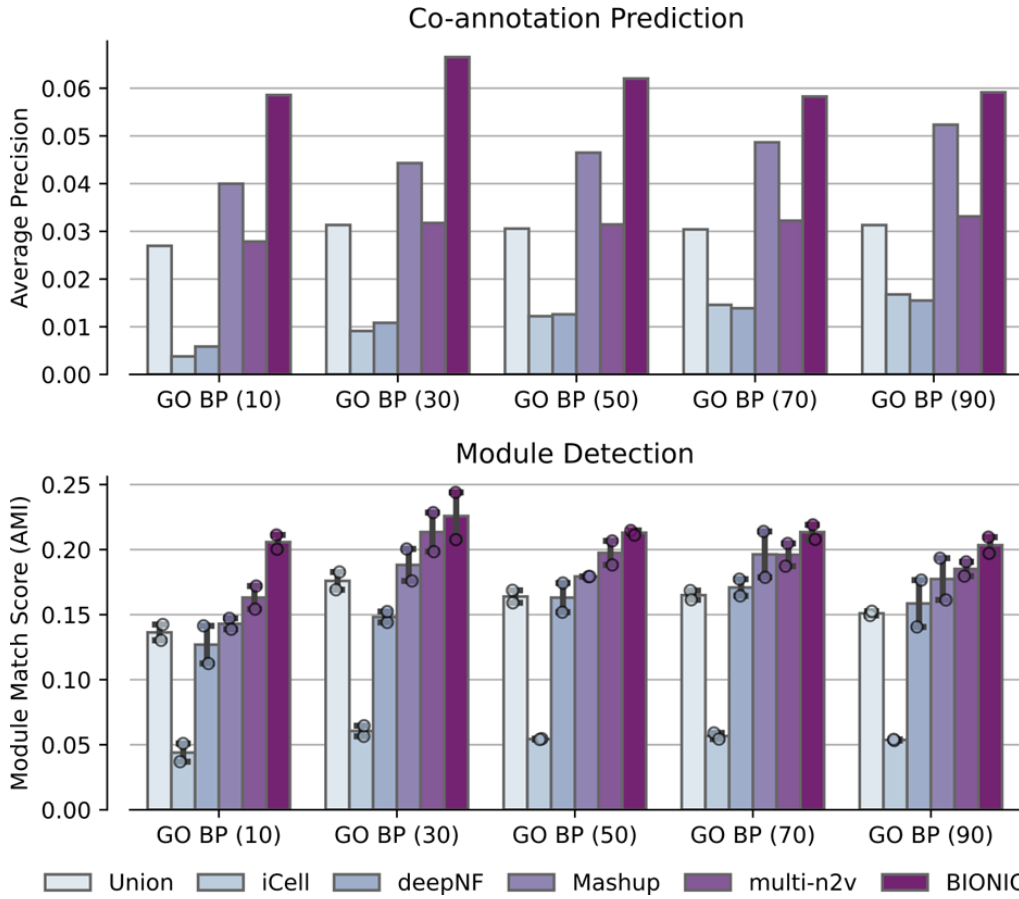 Co-annotation Prediction
Average Precision
0.06
0.05
0.04
0.03
0.02
0.01
0.00
GO BP (10) GO BP (30) GO BP (50) GO BP (70) GO BP (90)
Module Detection
Module Match Score (AMI)
0.25
0.20
0.15
0.10
0.05
0.00
GO BP (10) GO BP (30) GO BP (50) GO BP (70) GO BP (90)
Union iCell deepNF Mashup multi-n2v BIONIC